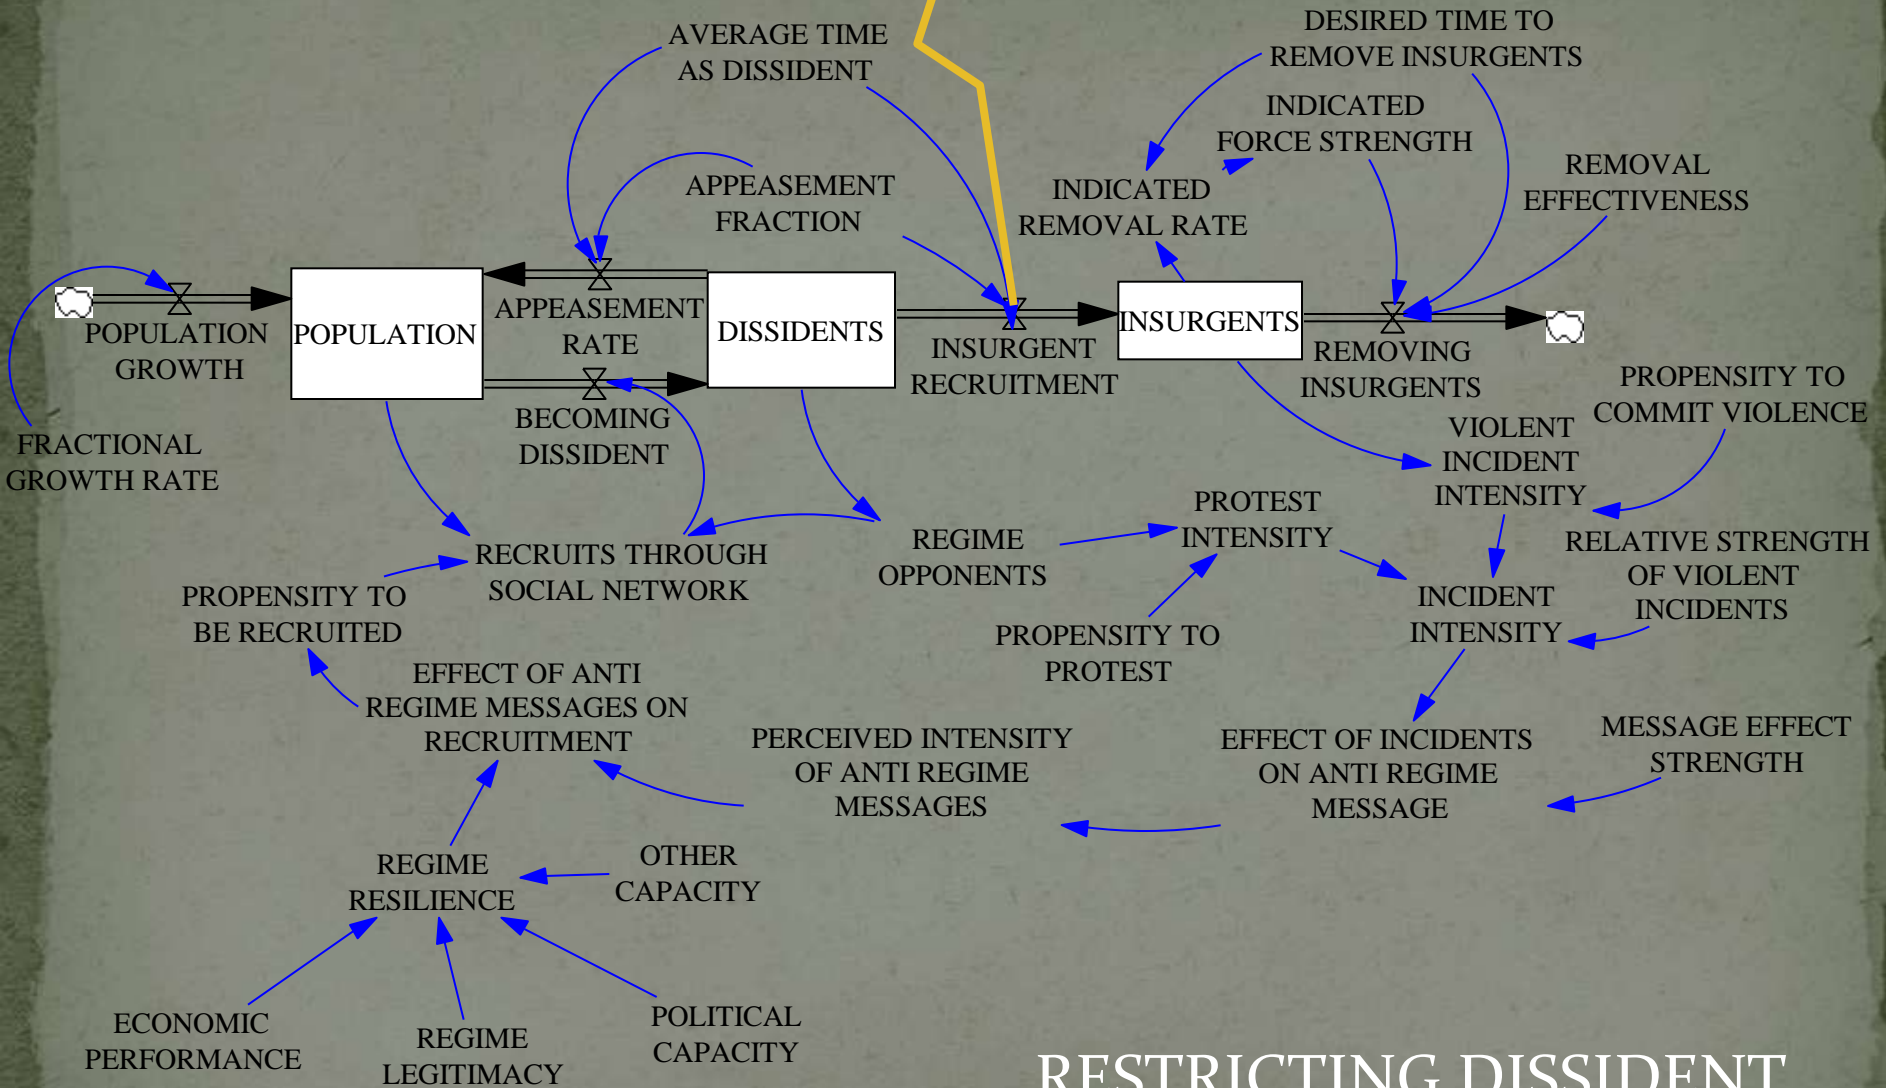 AVERAGE TIME
AS DISSIDENT
DESIRED TIME TO
REMOVE INSURGENTS
INDICATED
FORCE STRENGTH
REMOVAL
EFFECTIVENESS
APPEASEMENT
FRACTION
INDICATED
REMOVAL RATE
POPULATION
GROWTH
POPULATION
APPEASEMENT
RATE
DISSIDENTS
INSURGENT
RECRUITMENT
INSURGENTS
REMOVING
INSURGENTS
BECOMING
DISSIDENT
FRACTIONAL
GROWTH RATE
PROPENSITY TO
COMMIT VIOLENCE
VIOLENT
INCIDENT
INTENSITY
PROTEST
INTENSITY
REGIME
OPPONENTS
RECRUITS THROUGH
SOCIAL NETWORK
RELATIVE STRENGTH
OF VIOLENT
INCIDENTS
PROPENSITY TO
BE RECRUITED
INCIDENT
INTENSITY
PROPENSITY TO
PROTEST
EFFECT OF ANTI
REGIME MESSAGES ON
RECRUITMENT
PERCEIVED INTENSITY
OF ANTI REGIME
MESSAGES
EFFECT OF INCIDENTS
ON ANTI REGIME
MESSAGE
MESSAGE EFFECT
STRENGTH
REGIME
RESILIENCE
OTHER
CAPACITY
ECONOMIC
PERFORMANCE
REGIME
LEGITIMACY
POLITICAL
CAPACITY
RESTRICTING DISSIDENT